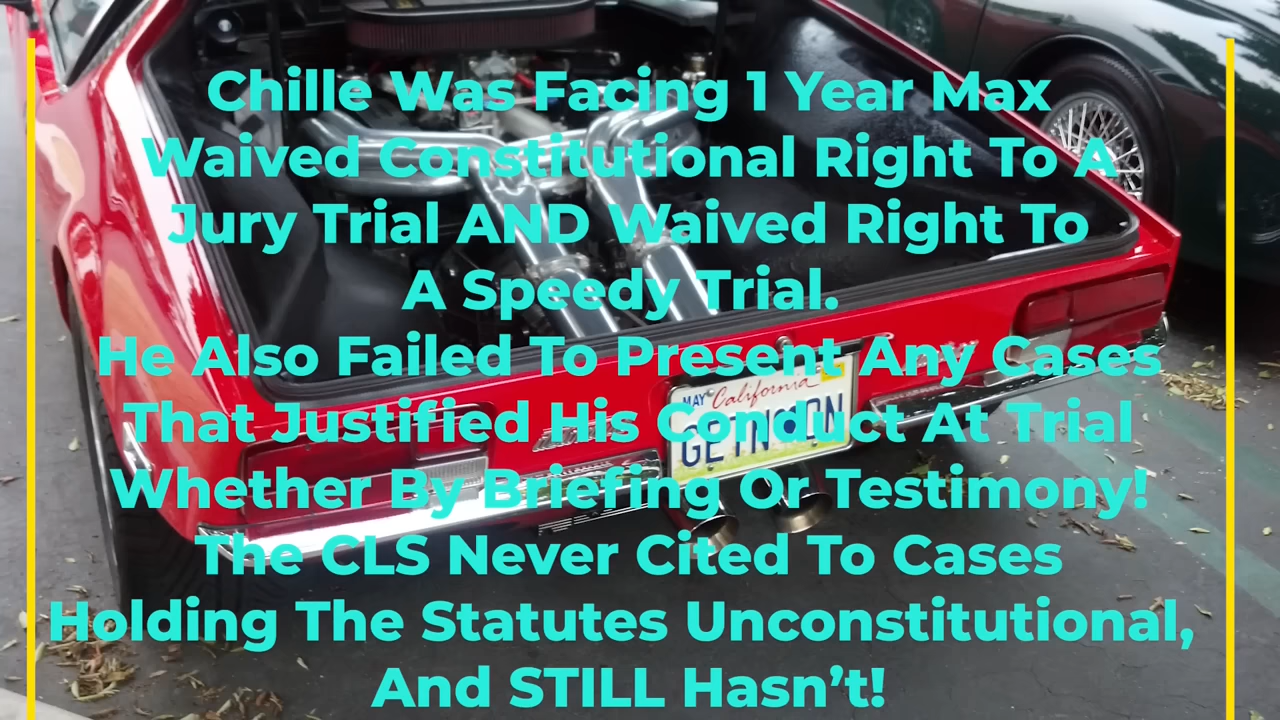 Chille Was Facing 1 Year Max
Waived Constitutional Right To A
Jury Trial AND Waived Right To
A Speedy Trial.
He Also Failed To Present Any Cases
That Justified His Conduct At Trial
Whether By Briefing Or Testimony!
The CLS Never Cited To Cases
Holding The Statutes Unconstitutional,
And STILL Hasn’t!
MAY California